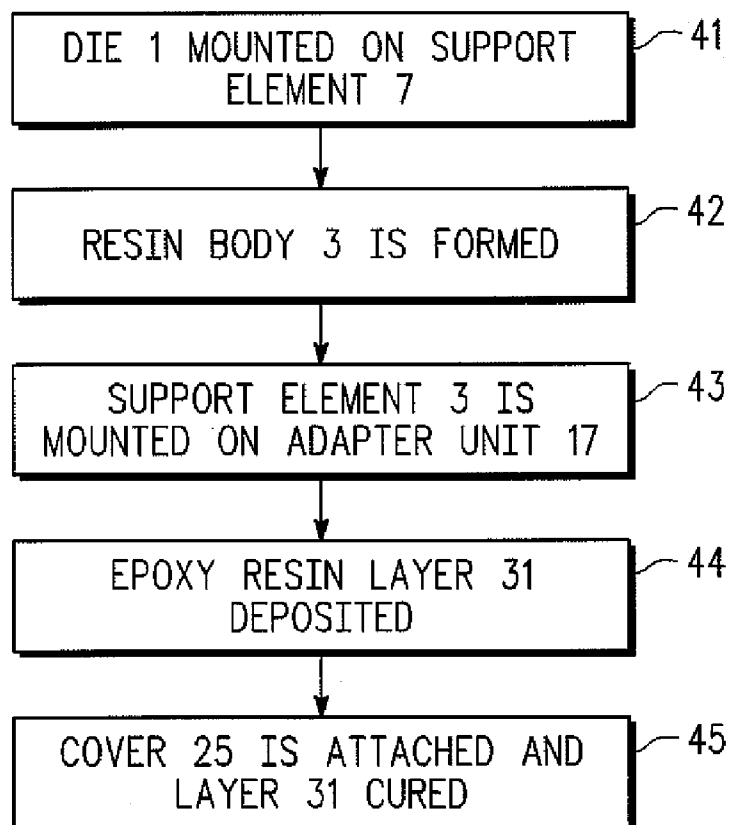 DIE 1 MOUNTED ON SUPPORT
ELEMENT 7
41
RESIN BODY 3 IS FORMED
42
SUPPORT ELEMENT 3 IS
MOUNTED ON ADAPTER UNIT 17
43
EPOXY RESIN LAYER 31
DEPOSITED
44
COVER 25 IS ATTACHED AND
LAYER 31 CURED
45